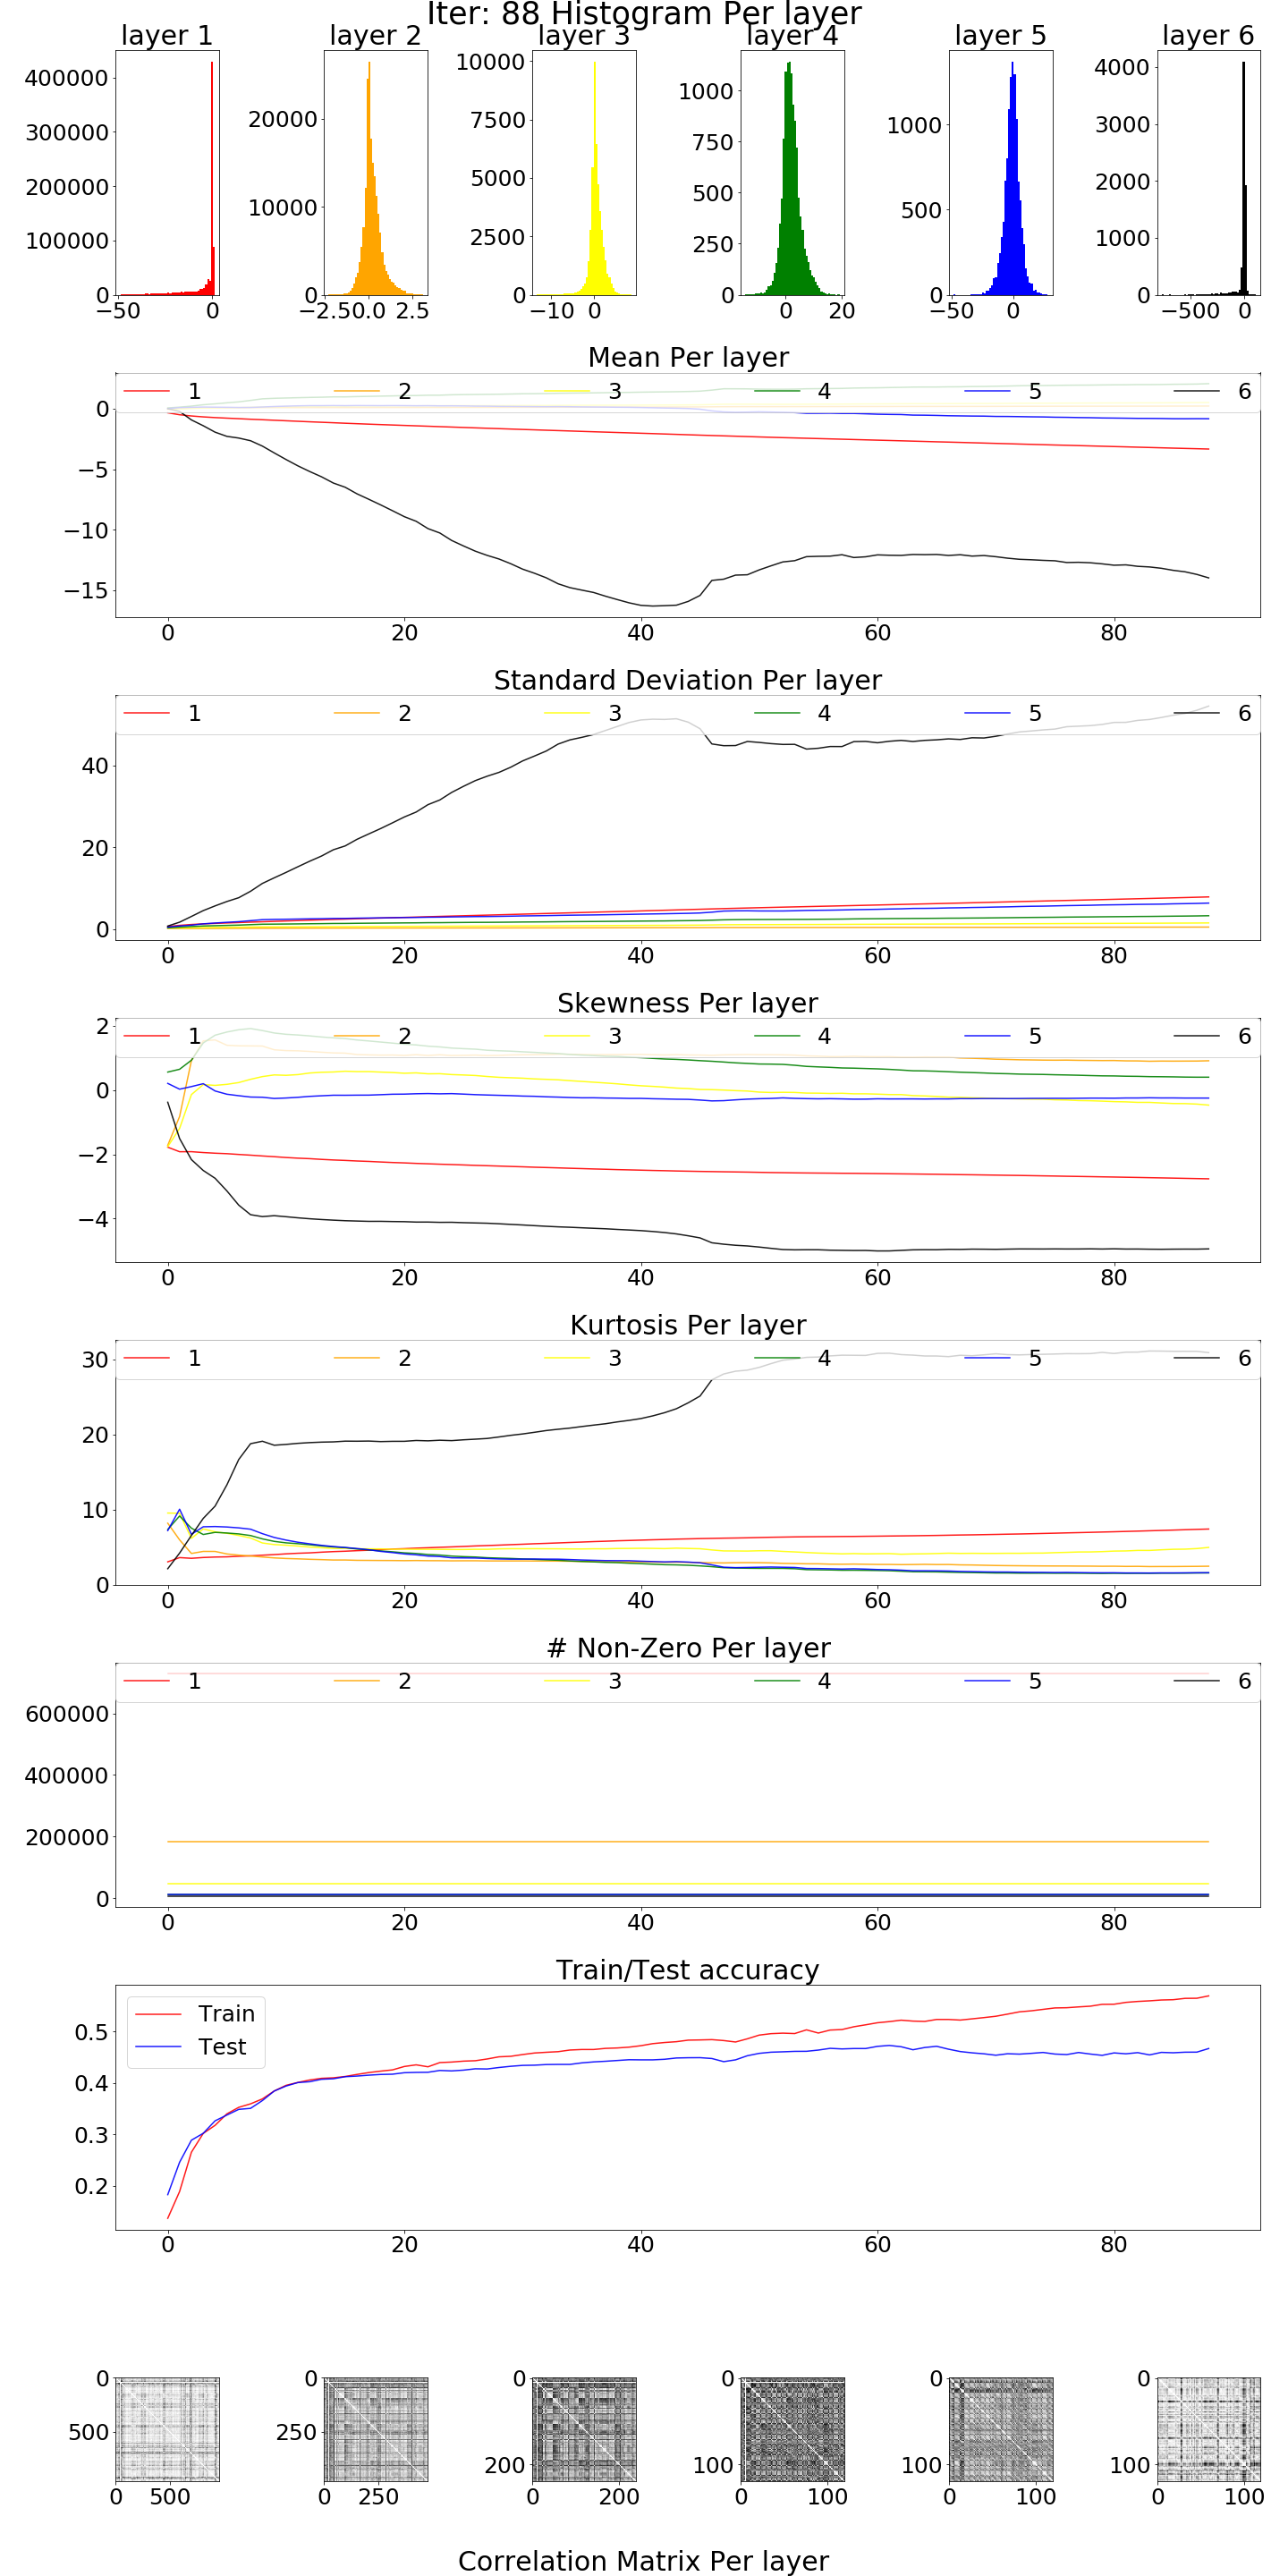 Iter: 88 Histogram Per layer
layer 1 layer 2 layer 3 layer 4 layer 5 layer 6
400000 300000 200000 100000 0
−50 0
20000 10000 0
−2.5 0.0 2.5
10000 7500 5000 2500 0
−10 0
1000 750 500 250 0
0 20
1000 500 0
−50 0
4000 3000 2000 1000 0
−500 0
Mean Per layer
1 2 3 4 5 6
0
−5
−10
−15
0 20 40 60 80
Standard Deviation Per layer
1 2 3 4 5 6
40
20
0
0 20 40 60 80
Skewness Per layer
2
1 2 3 4 5 6
0
−2
−4
0 20 40 60 80
Kurtosis Per layer
30
1 2 3 4 5 6
20
10
0
0 20 40 60 80
# Non-Zero Per layer
1 2 3 4 5 6
600000
400000
200000
0
0 20 40 60 80
Train/Test accuracy
Train
Test
0.5
0.4
0.3
0.2
0 20 40 60 80
0 500
0 500
0 250
0 250
0 200
0 200
0 100
0 100
0 100
0 100
0 100
0 100
Correlation Matrix Per layer